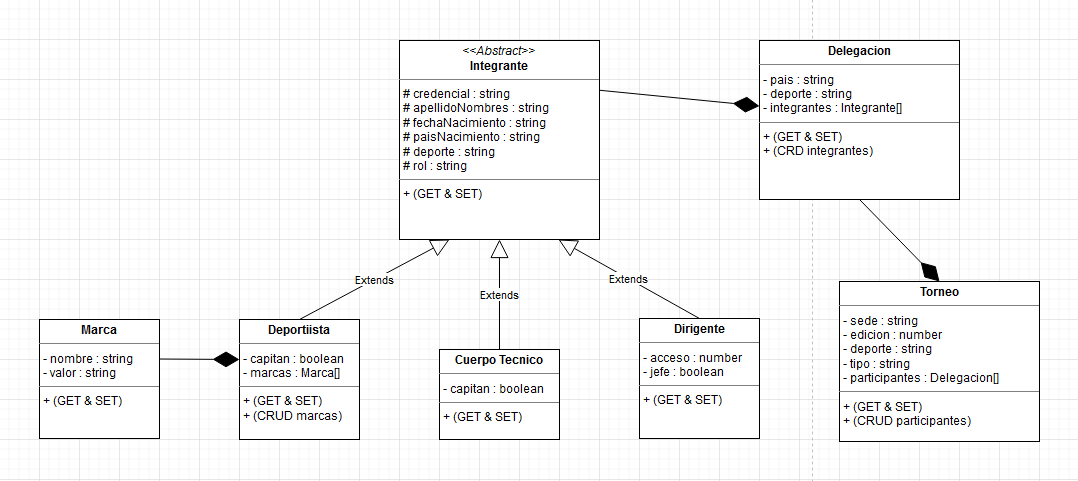 <<Abstract>>
Integrante
# credencial : string
# apellidoNombres : string
# fechaNacimiento : string
# paisNacimiento : string
# deporte : string
# rol : string
+ (GET & SET)
Delegacion
- pais : string
- deporte : string
- integrantes : Integrante[]
+ (GET & SET)
+ (CRD integrantes)
Extends
Extends
Extends
Marca
- nombre : string
- valor : string
+ (GET & SET)
Deportiista
- capitan : boolean
- marcas : Marca[]
+ (GET & SET)
+ (CRUD marcas)
Cuerpo Tecnico
- capitan : boolean
+ (GET & SET)
Dirigente
- acceso : number
- jefe : boolean
+ (GET & SET)
Torneo
- sede : string
- edicion : number
- deporte : string
- tipo : string
- participantes : Delegacion[]
+ (GET & SET)
+ (CRUD participantes)